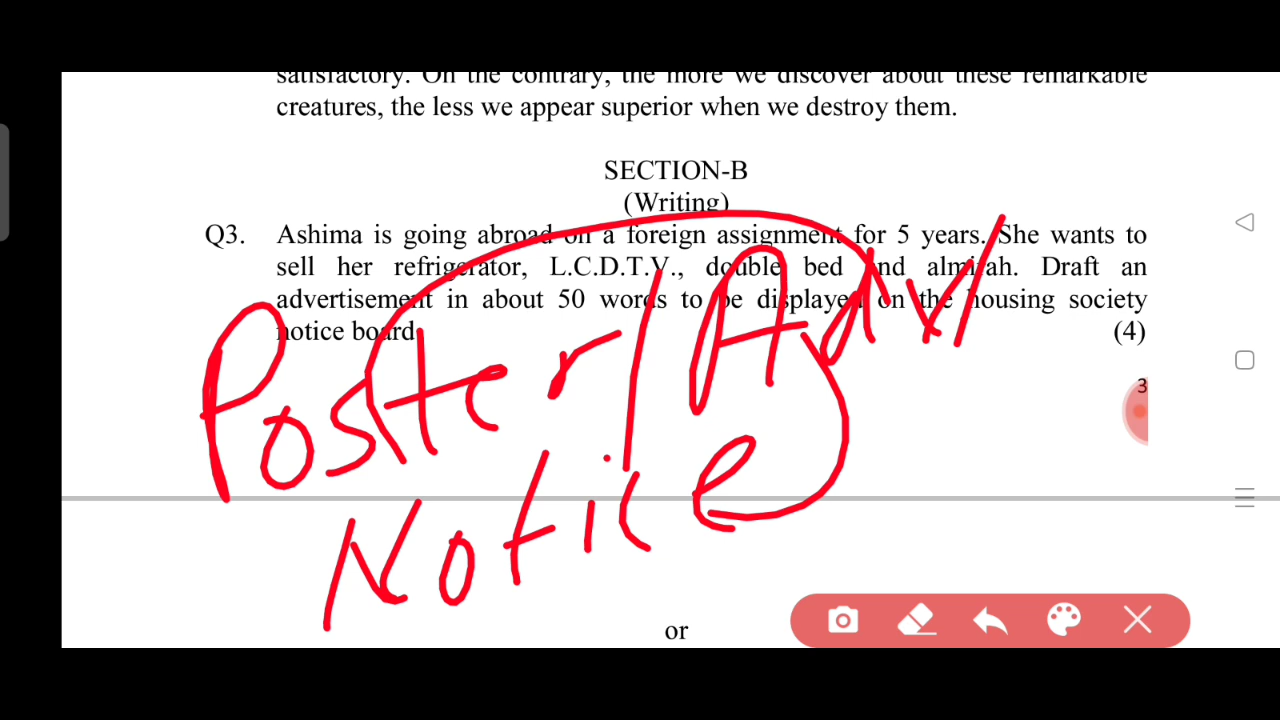 satisfactory. On the contrary, the more we discover about these remarkable
creatures, the less we appear superior when we destroy them.
SECTION-B
(Writing)
Q3. Ashima is going abroad on a foreign assignment for 5 years. She wants to
sell her refrigerator, L.C.D.T.V., double bed and almirah. Draft an
advertisement in about 50 words to be displayed on the housing society
notice board. (4)
3
Poster/Adv/
Notice
or